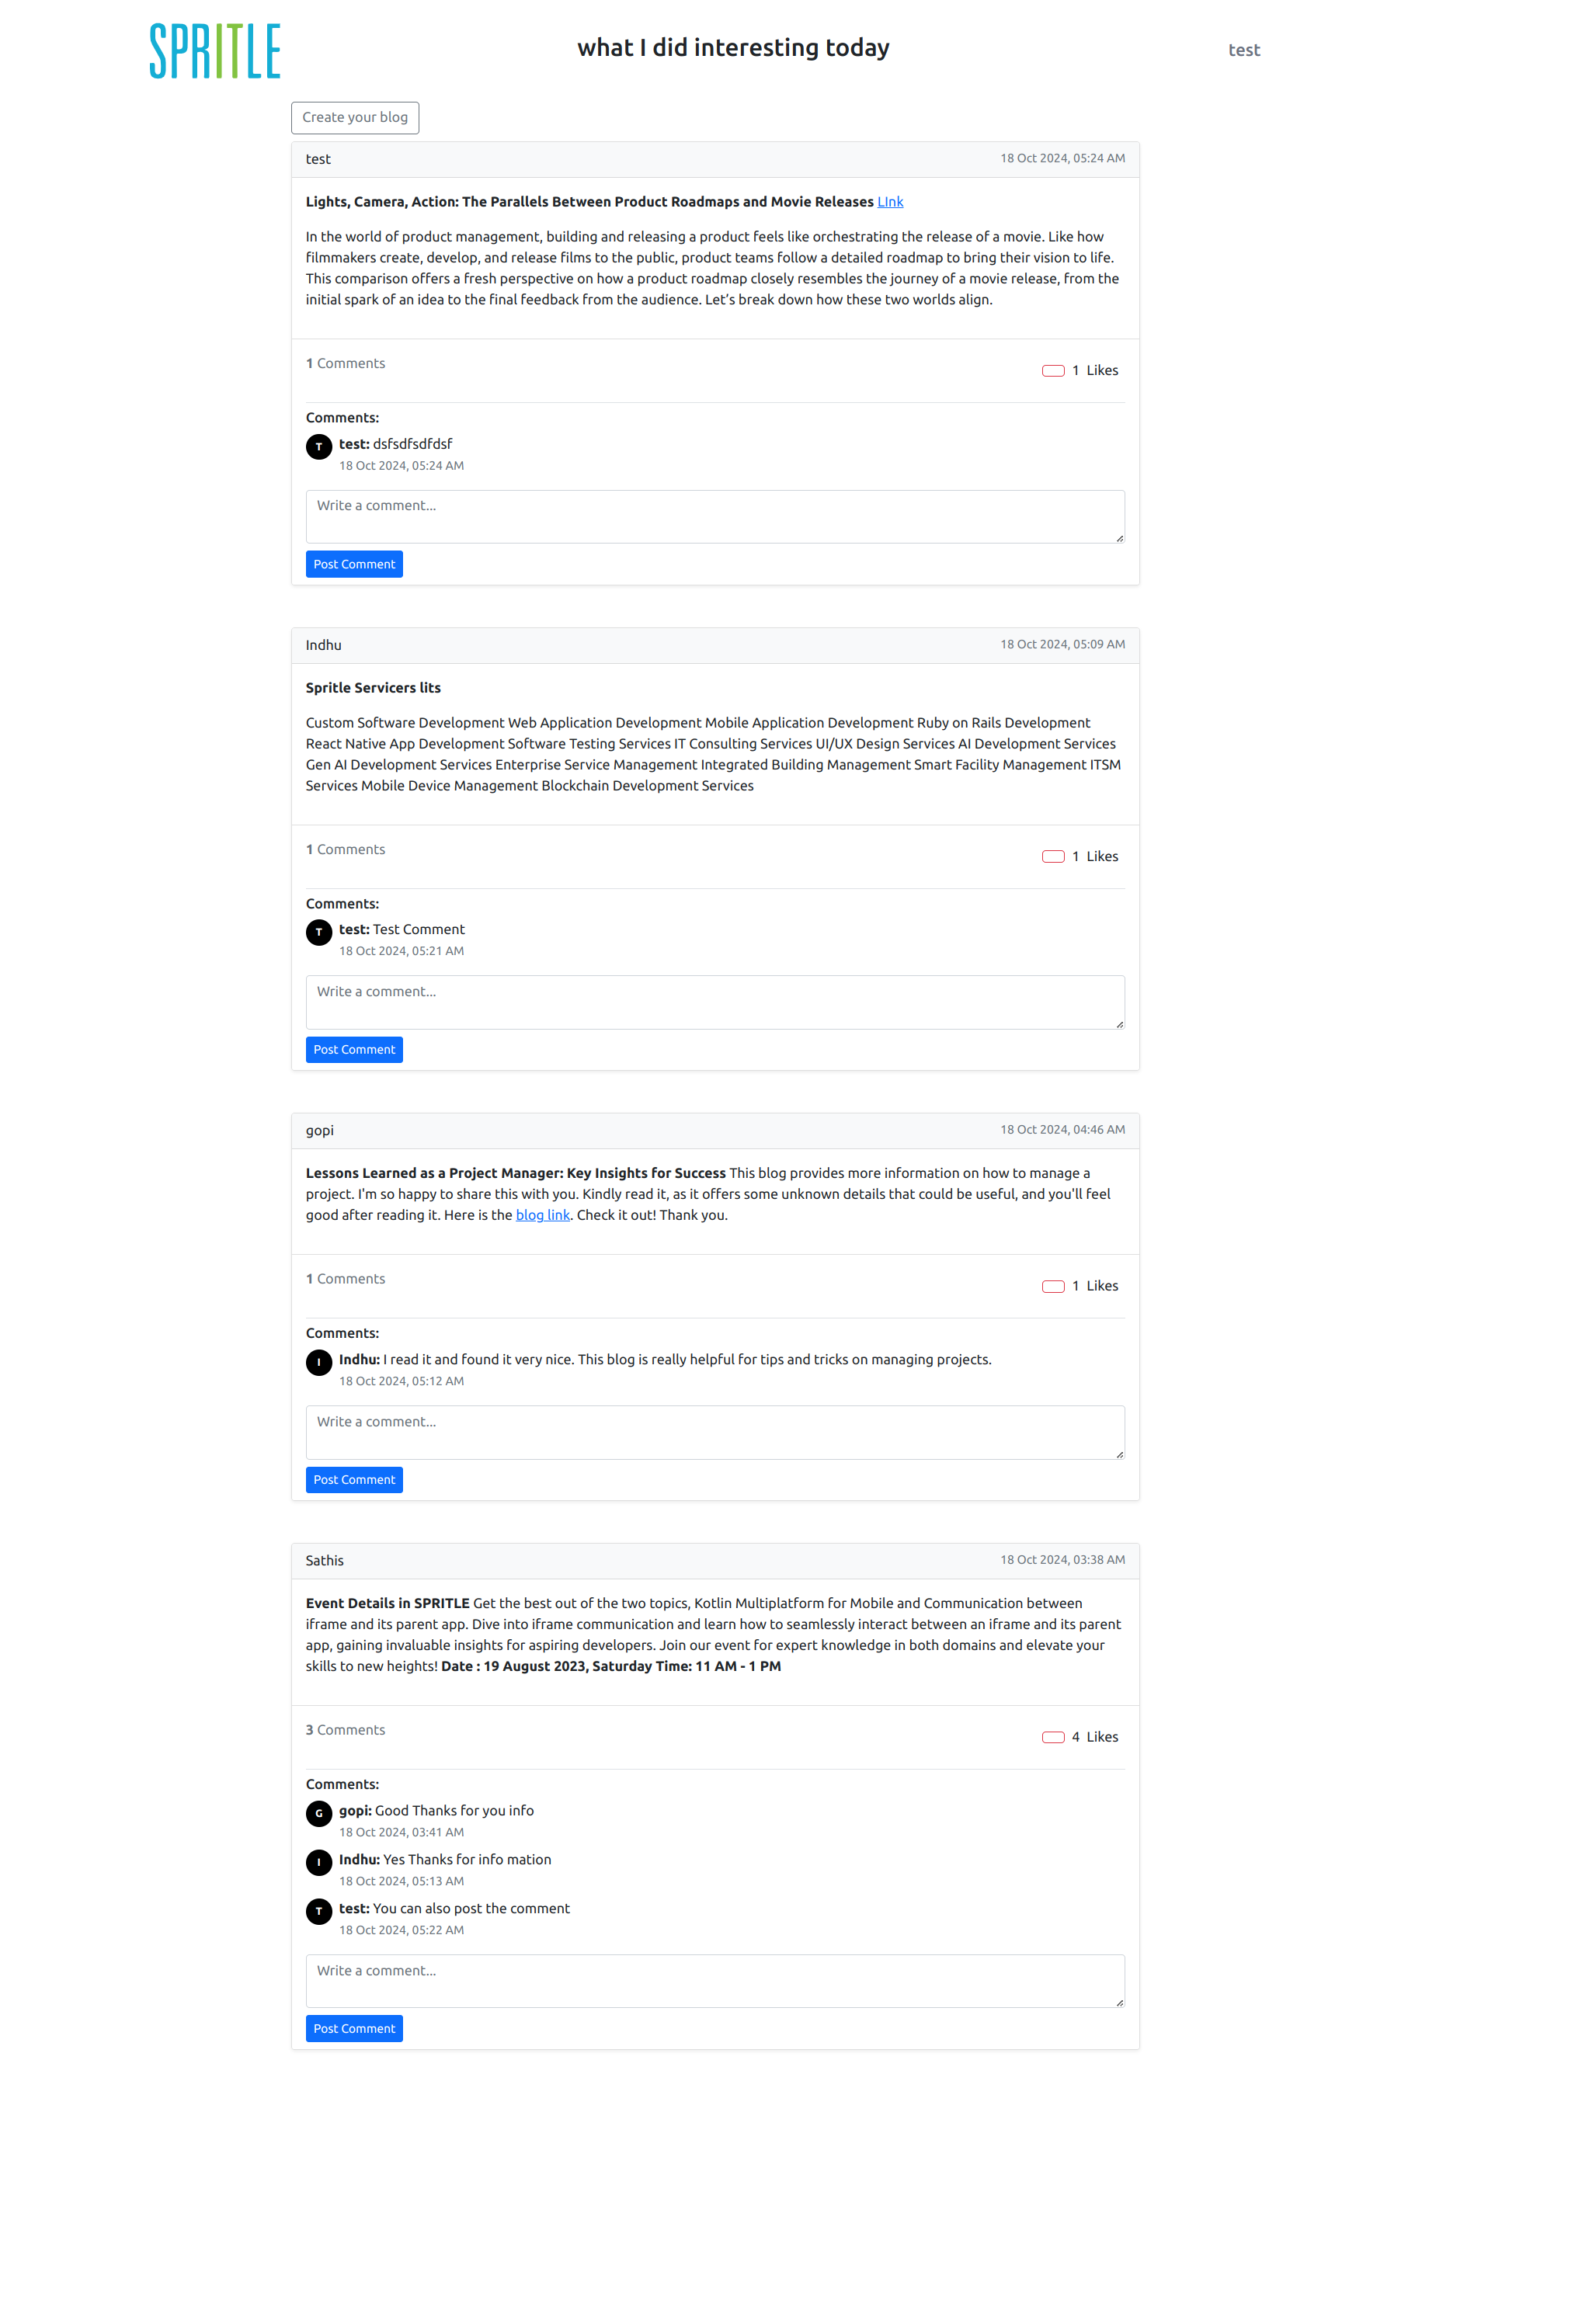 SPRITLE
what I did interesting today
test
Create your blog
test
18 Oct 2024, 05:24 AM
Lights, Camera, Action: The Parallels Between Product Roadmaps and Movie Releases LInk
In the world of product management, building and releasing a product feels like orchestrating the release of a movie. Like how
filmmakers create, develop, and release films to the public, product teams follow a detailed roadmap to bring their vision to life.
This comparison offers a fresh perspective on how a product roadmap closely resembles the journey of a movie release, from the
initial spark of an idea to the final feedback from the audience. Let’s break down how these two worlds align.
1 Comments
1 Likes
Comments:
T
test: dsfsdfsdfdsf
18 Oct 2024, 05:24 AM
Write a comment...
Post Comment
Indhu
18 Oct 2024, 05:09 AM
Spritle Servicers lits
Custom Software Development Web Application Development Mobile Application Development Ruby on Rails Development
React Native App Development Software Testing Services IT Consulting Services UI/UX Design Services AI Development Services
Gen AI Development Services Enterprise Service Management Integrated Building Management Smart Facility Management ITSM
Services Mobile Device Management Blockchain Development Services
1 Comments
1 Likes
Comments:
T
test: Test Comment
18 Oct 2024, 05:21 AM
Write a comment...
Post Comment
gopi
18 Oct 2024, 04:46 AM
Lessons Learned as a Project Manager: Key Insights for Success This blog provides more information on how to manage a
project. I'm so happy to share this with you. Kindly read it, as it offers some unknown details that could be useful, and you'll feel
good after reading it. Here is the blog link. Check it out! Thank you.
1 Comments
1 Likes
Comments:
I
Indhu: I read it and found it very nice. This blog is really helpful for tips and tricks on managing projects.
18 Oct 2024, 05:12 AM
Write a comment...
Post Comment
Sathis
18 Oct 2024, 03:38 AM
Event Details in SPRITLE Get the best out of the two topics, Kotlin Multiplatform for Mobile and Communication between
iframe and its parent app. Dive into iframe communication and learn how to seamlessly interact between an iframe and its parent
app, gaining invaluable insights for aspiring developers. Join our event for expert knowledge in both domains and elevate your
skills to new heights! Date : 19 August 2023, Saturday Time: 11 AM - 1 PM
3 Comments
4 Likes
Comments:
G
gopi: Good Thanks for you info
18 Oct 2024, 03:41 AM
I
Indhu: Yes Thanks for info mation
18 Oct 2024, 05:13 AM
T
test: You can also post the comment
18 Oct 2024, 05:22 AM
Write a comment...
Post Comment